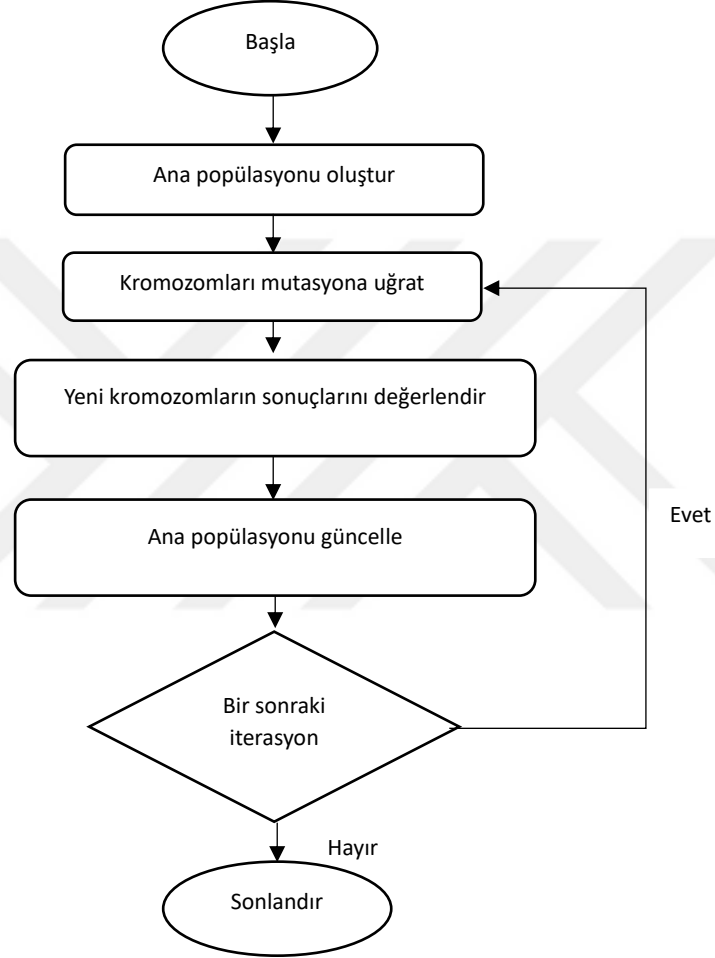 Başla
Ana popülasyonu oluştur
Kromozomları mutasyona uğrat
Yeni kromozomların sonuçlarını değerlendir
Ana popülasyonu güncelle
Evet
Bir sonraki
iterasyon
Hayır
Sonlandır